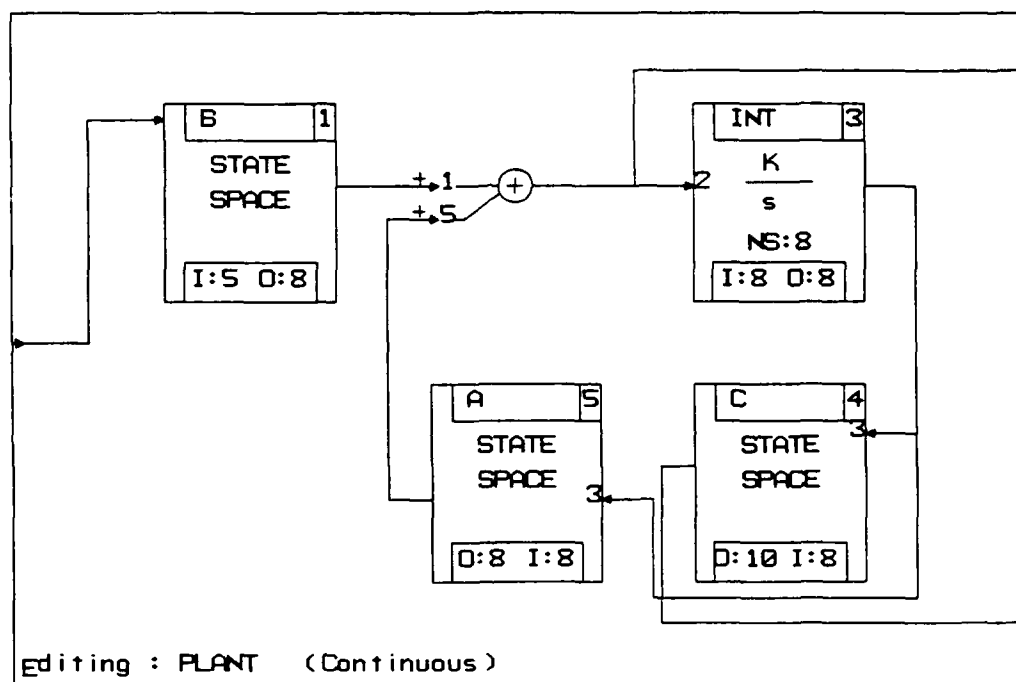 B 1
STATE
SPACE
I:5 O:8
+ 1
+ 5
+
INT 3
2
K
s
NS:8
I:8 O:8
A 5
STATE
SPACE
3
O:8 I:8
C 4
3
STATE
SPACE
O:10 I:8
Editing : PLANT (Continuous)